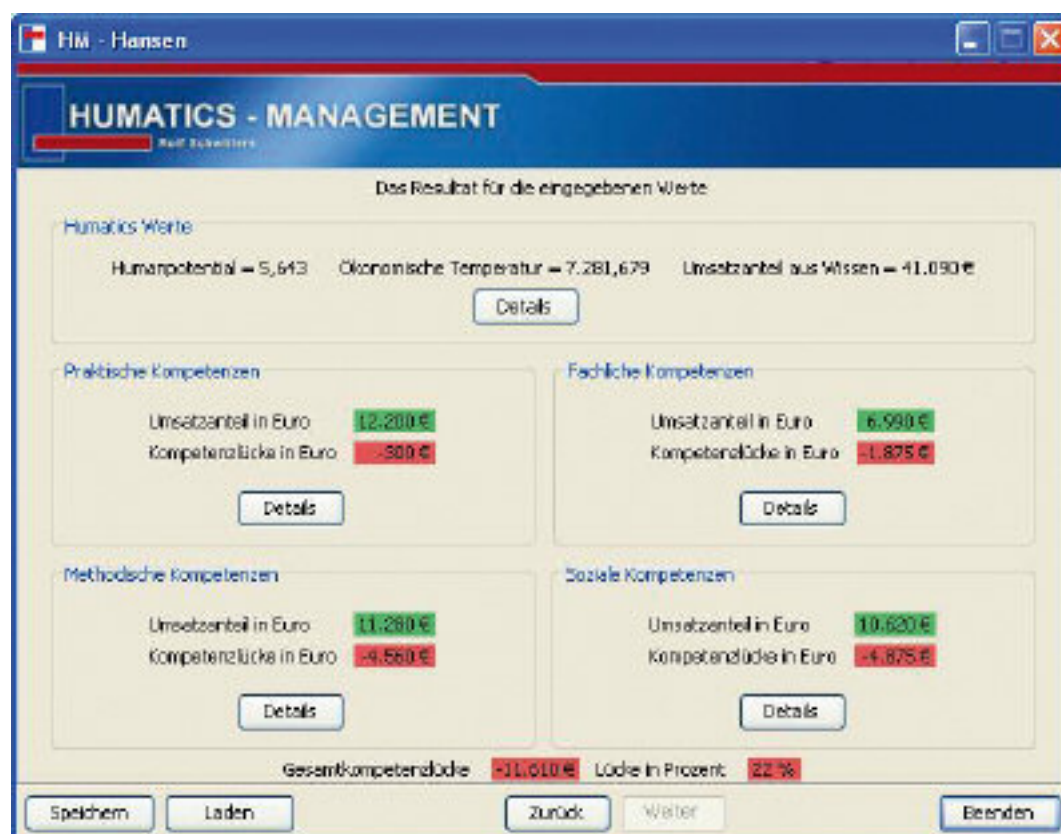 HM - Hansen
HUMATICS - MANAGEMENT
Rolf
Das Resultat für die eingegebenen Werte
Humatics Werte
Humanpotential = 5,643 Ökonomische Temperatur = 7.281,679 Umsatzanteil aus Wissen = 41.090 €
Details
Praktische Kompetenzen
Umsatzanteil in Euro 12.200 €
Kompetenzlücke in Euro -300 €
Details
Fachliche Kompetenzen
Umsatzanteil in Euro 6.990 €
Kompetenzlücke in Euro -1.875 €
Details
Methodische Kompetenzen
Umsatzanteil in Euro 11.280 €
Kompetenzlücke in Euro -4.560 €
Details
Soziale Kompetenzen
Umsatzanteil in Euro 10.620 €
Kompetenzlücke in Euro -4.875 €
Details
Gesamtkompetenzlücke -11.610 € Lücke in Prozent 22 %
Speichern Laden Zurück Weiter Beenden